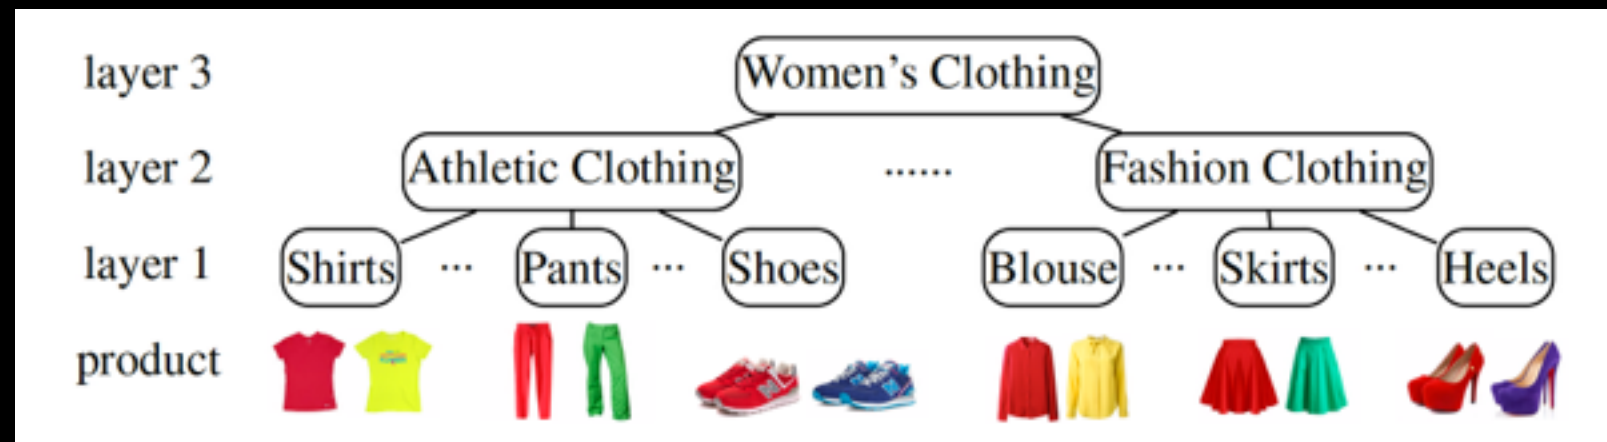 layer 3 Women's Clothing
layer 2 Athletic Clothing ...... Fashion Clothing
layer 1 Shirts ... Pants ... Shoes Blouse ... Skirts ... Heels
product